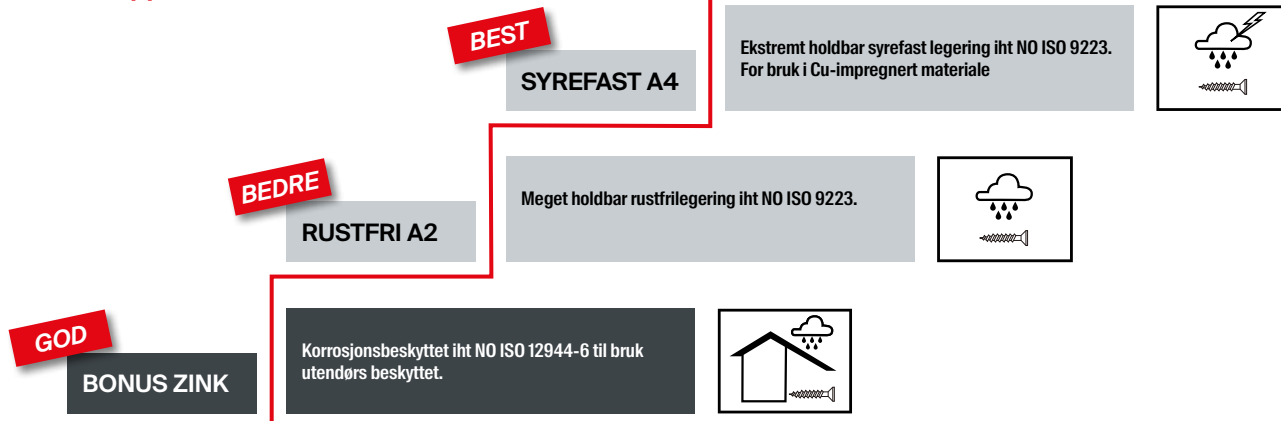 BEST
SYREFAST A4
Ekstremt holdbar syrefast legering iht NO ISO 9223.
For bruk i Cu-impregnert materiale
BEDRE
RUSTFRI A2
Meget holdbar rustfrilegering iht NO ISO 9223.
GOD
BONUS ZINK
Korrosjonsbeskyttet iht NO ISO 12944-6 til bruk
utendørs beskyttet.